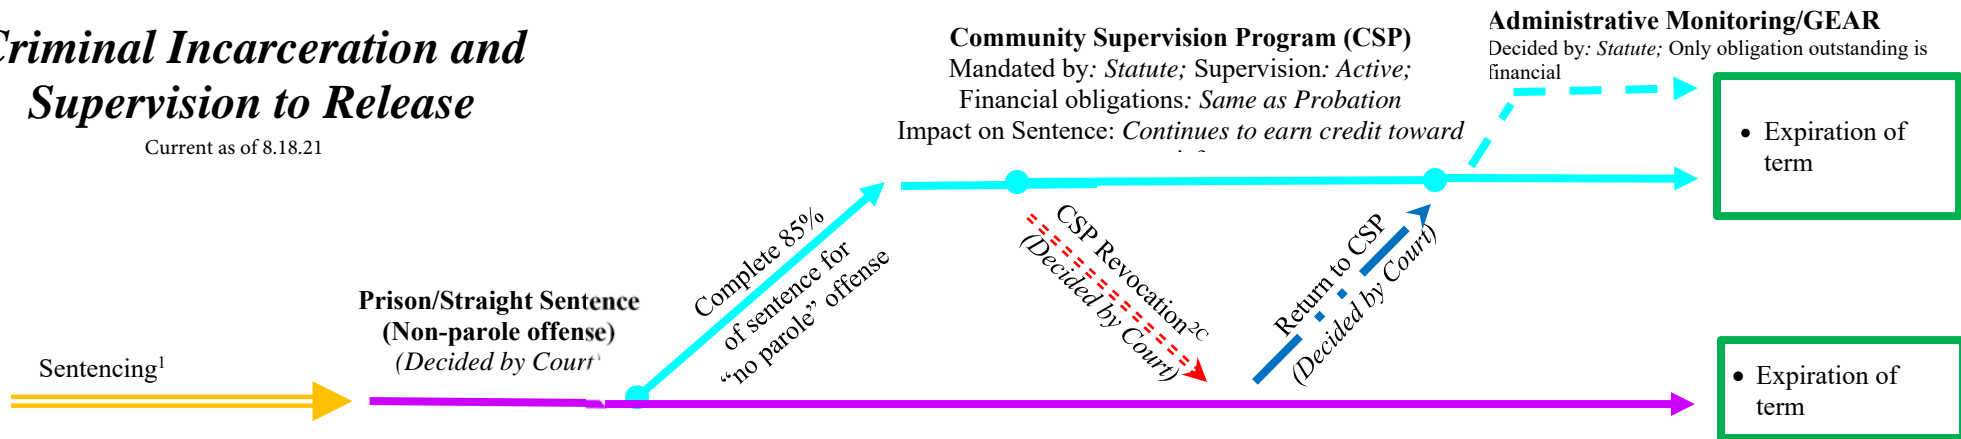 Criminal Incarceration and
Supervision to Release
Current as of 8.18.21
Community Supervision Program (CSP)
Mandated by: Statute; Supervision: Active;
Financial obligations: Same as Probation
Impact on Sentence: Continues to earn credit toward
Administrative Monitoring/GEAR
Decided by: Statute; Only obligation outstanding is
financial
• Expiration of
term
Complete 85%
of sentence for
“no parole” offense
CSP Revocation2C
(Decided by Court)
Return to CSP
(Decided by Court)
Prison/Straight Sentence
(Non-parole offense)
(Decided by Court)
Sentencing1
• Expiration of
term